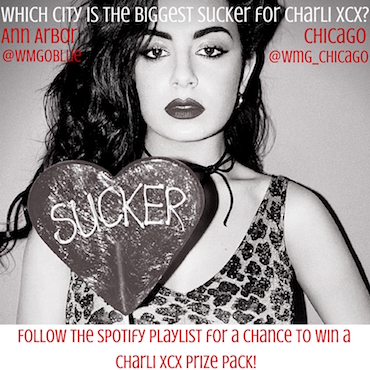 WHICH CITY IS THE BIGGEST SUCKER FOR CHARLI XCX?
ANN ARBOR CHICAGO
@WMGOBLUE @WMG_CHICAGO
SUCKER
FOLLOW THE SPOTIFY PLAYLIST FOR A CHANCE TO WIN A
CHARLI XCX PRIZE PACK!